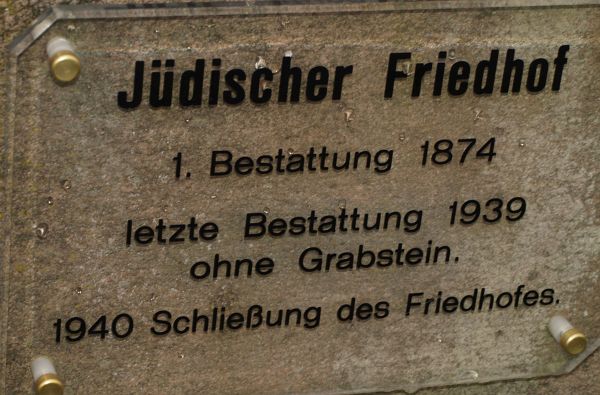 Jüdischer Friedhof
1. Bestattung 1874
letzte Bestattung 1939
ohne Grabstein.
1940 Schließung des Friedhofes.